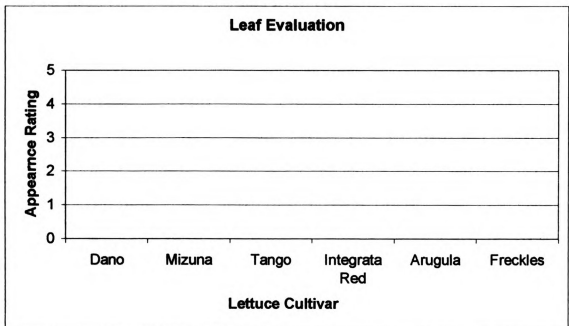 Leaf Evaluation
5
4
3
2
1
0
Appearnce Rating
Dano Mizuna Tango Integrata Red Arugula Freckles
Lettuce Cultivar